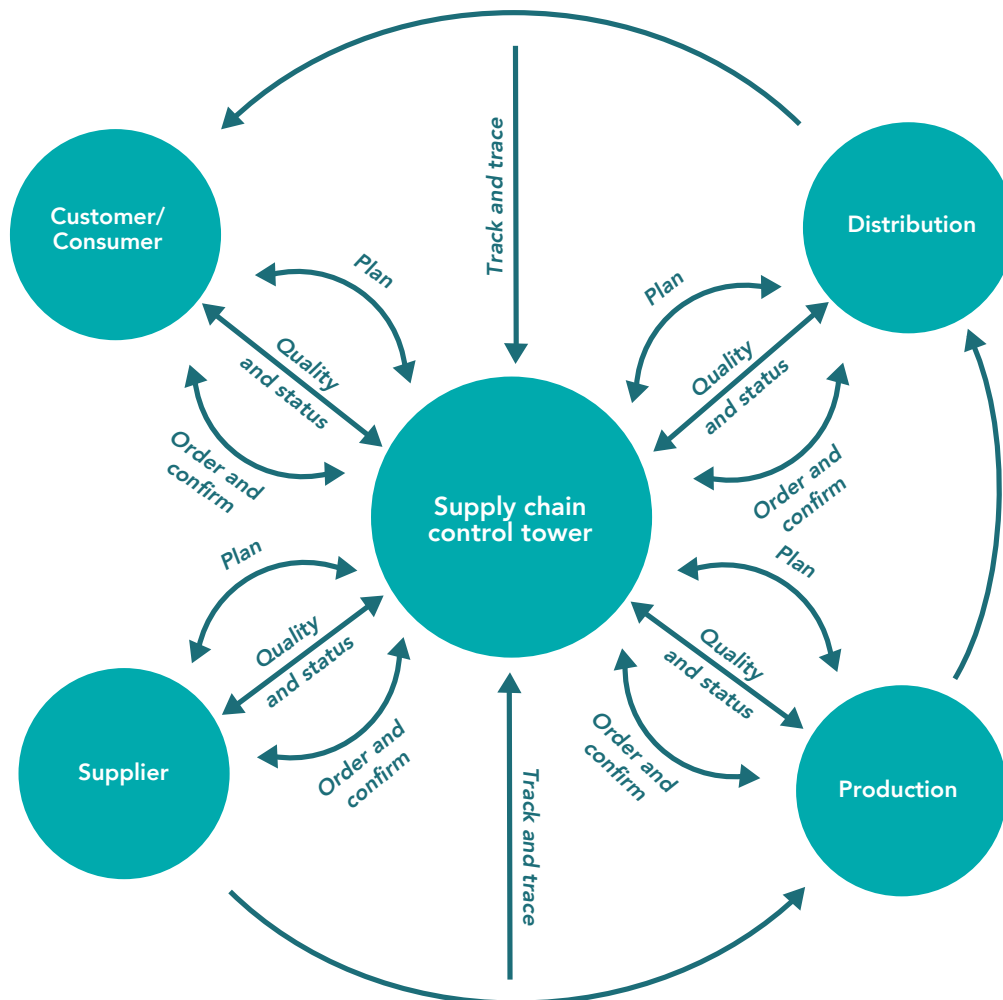 Track and trace
Customer/
Consumer
Distribution
Plan
Plan
Quality
and status
Quality
and status
Order and
confirm
Order and
confirm
Supply chain
control tower
Plan
Plan
Quality
and status
Quality
and status
Order and
confirm
Order and
confirm
Supplier
Production
Track and trace